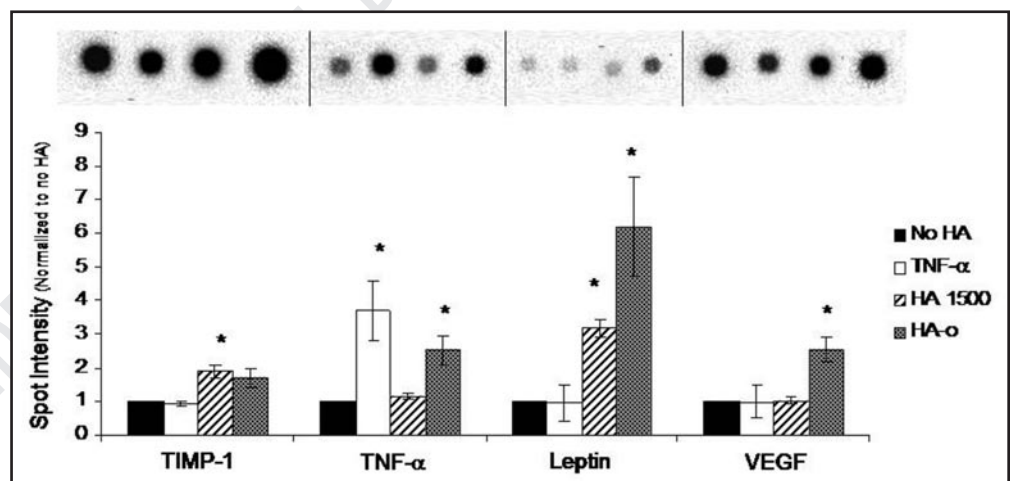 9
8
7
6
5
4
3
2
1
0
Spot Intensity (Normalized to no HA)
* * * * * *
TIMP-1 TNF-α Leptin VEGF
No HA
TNF-α
HA 1500
HA-o